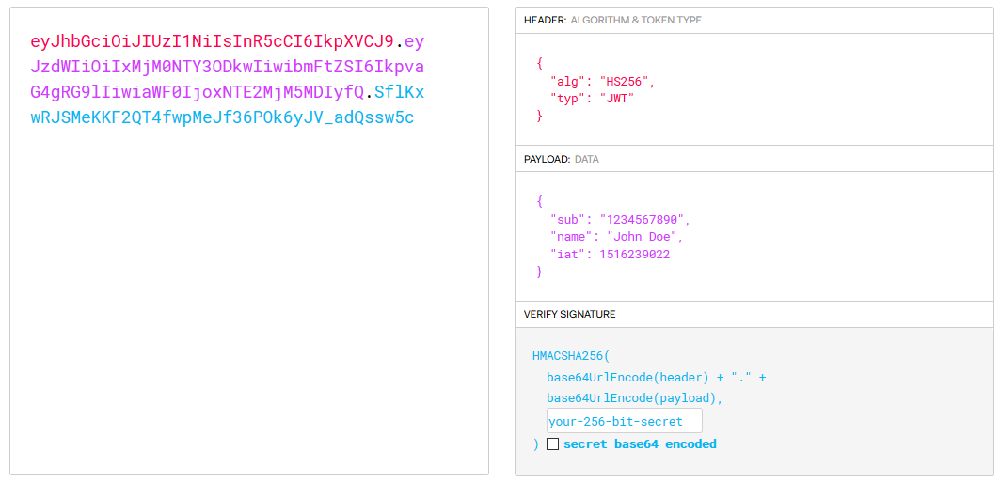 eyJhbGciOiJIUzI1NiIsInR5cCI6IkpXVCJ9.ey
JzdWIiOiIxMjM0NTY3ODkwIiwibmFtZSI6Ikpva
G4gRG9lIiwiaWF0IjoxNTE2MjM5MDIyfQ.SflKx
wRJSMeKKF2QT4fwpMeJf36POk6yJV_adQssw5c
HEADER: ALGORITHM & TOKEN TYPE
{
  "alg": "HS256",
  "typ": "JWT"
}
PAYLOAD: DATA
{
  "sub": "1234567890",
  "name": "John Doe",
  "iat": 1516239022
}
VERIFY SIGNATURE
HMACSHA256(
  base64UrlEncode(header) + "." +
  base64UrlEncode(payload),
  your-256-bit-secret
) secret base64 encoded